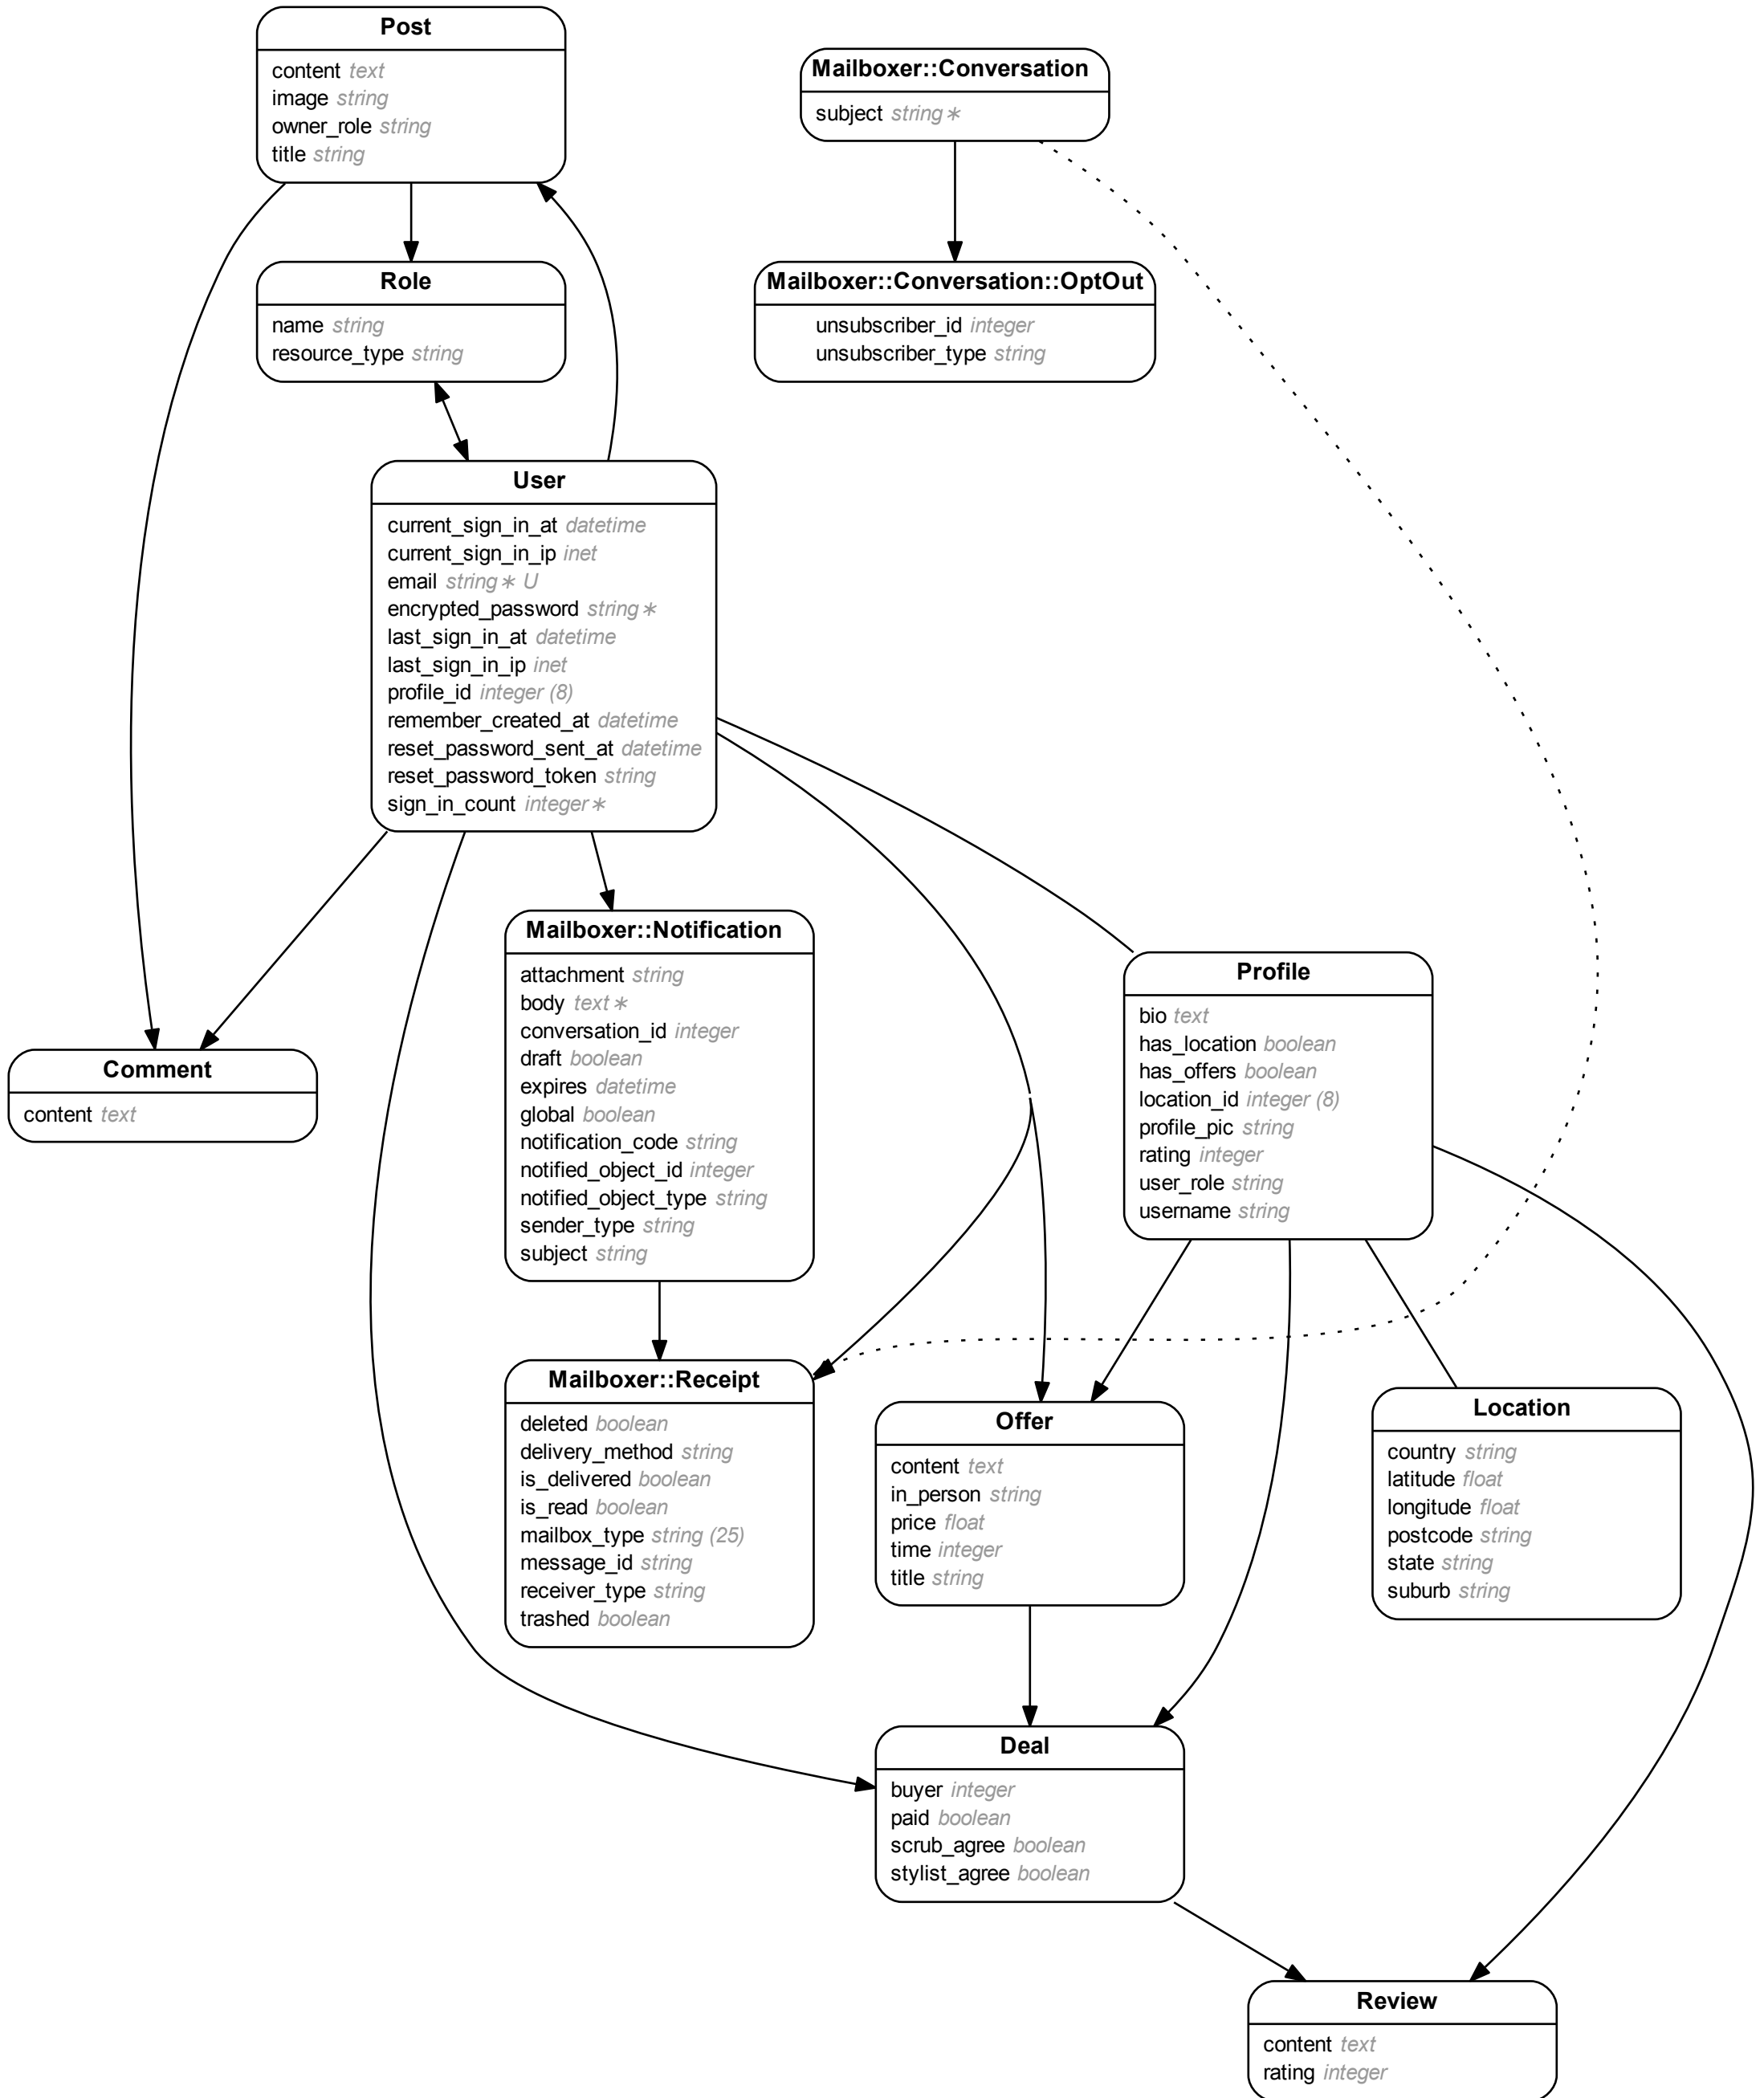 Post
content text
image string
owner_role string
title string
Mailboxer::Conversation
subject string∗
Role
name string
resource_type string
Mailboxer::Conversation::OptOut
unsubscriber_id integer
unsubscriber_type string
User
current_sign_in_at datetime
current_sign_in_ip inet
email string∗ U
encrypted_password string∗
last_sign_in_at datetime
last_sign_in_ip inet
profile_id integer (8)
remember_created_at datetime
reset_password_sent_at datetime
reset_password_token string
sign_in_count integer∗
Mailboxer::Notification
attachment string
body text∗
conversation_id integer
draft boolean
expires datetime
global boolean
notification_code string
notified_object_id integer
notified_object_type string
sender_type string
subject string
Profile
bio text
has_location boolean
has_offers boolean
location_id integer (8)
profile_pic string
rating integer
user_role string
username string
Comment
content text
Mailboxer::Receipt
deleted boolean
delivery_method string
is_delivered boolean
is_read boolean
mailbox_type string (25)
message_id string
receiver_type string
trashed boolean
Offer
content text
in_person string
price float
time integer
title string
Location
country string
latitude float
longitude float
postcode string
state string
suburb string
Deal
buyer integer
paid boolean
scrub_agree boolean
stylist_agree boolean
Review
content text
rating integer